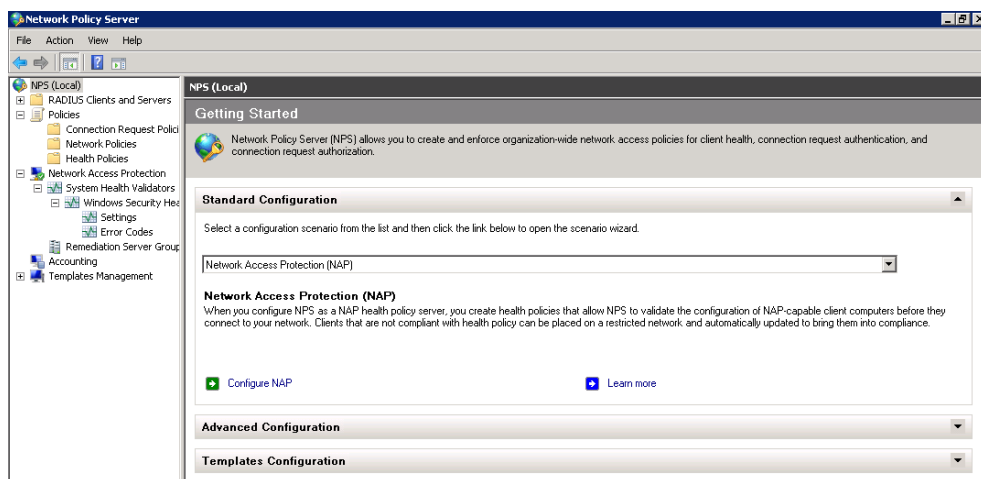 Network Policy Server
File Action View Help
NPS (Local)
RADIUS Clients and Servers
Policies
Connection Request Polici
Network Policies
Health Policies
Network Access Protection
System Health Validators
Windows Security Hea
Settings
Error Codes
Remediation Server Group
Accounting
Templates Management
NPS (Local)
Getting Started
Network Policy Server (NPS) allows you to create and enforce organization-wide network access policies for client health, connection request authentication, and
connection request authorization.
Standard Configuration
Select a configuration scenario from the list and then click the link below to open the scenario wizard.
Network Access Protection (NAP)
Network Access Protection (NAP)
When you configure NPS as a NAP health policy server, you create health policies that allow NPS to validate the configuration of NAP-capable client computers before they
connect to your network. Clients that are not compliant with health policy can be placed on a restricted network and automatically updated to bring them into compliance.
Configure NAP
Learn more
Advanced Configuration
Templates Configuration